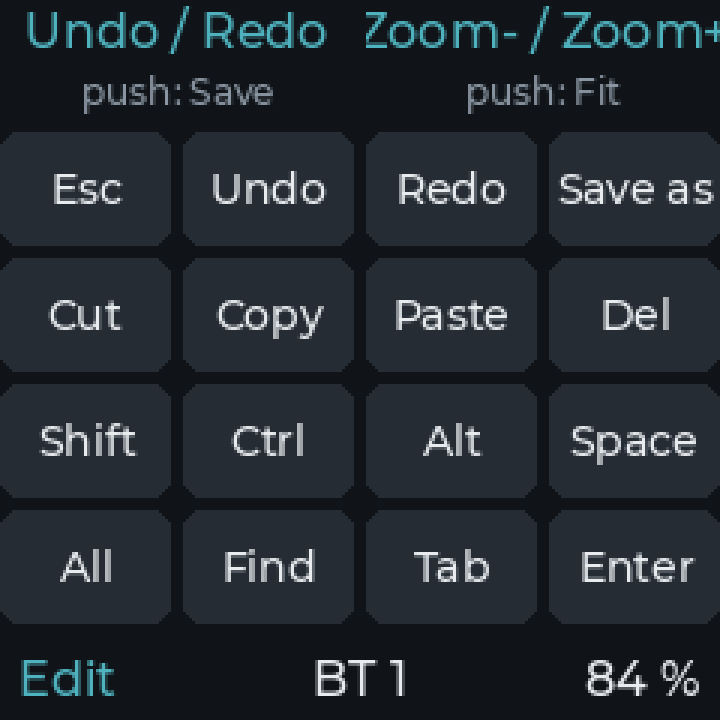 Undo / Redo Zoom- / Zoom+
push: Save push: Fit
Esc Undo Redo Save as
Cut Copy Paste Del
Shift Ctrl Alt Space
All Find Tab Enter
Edit BT 1 84 %